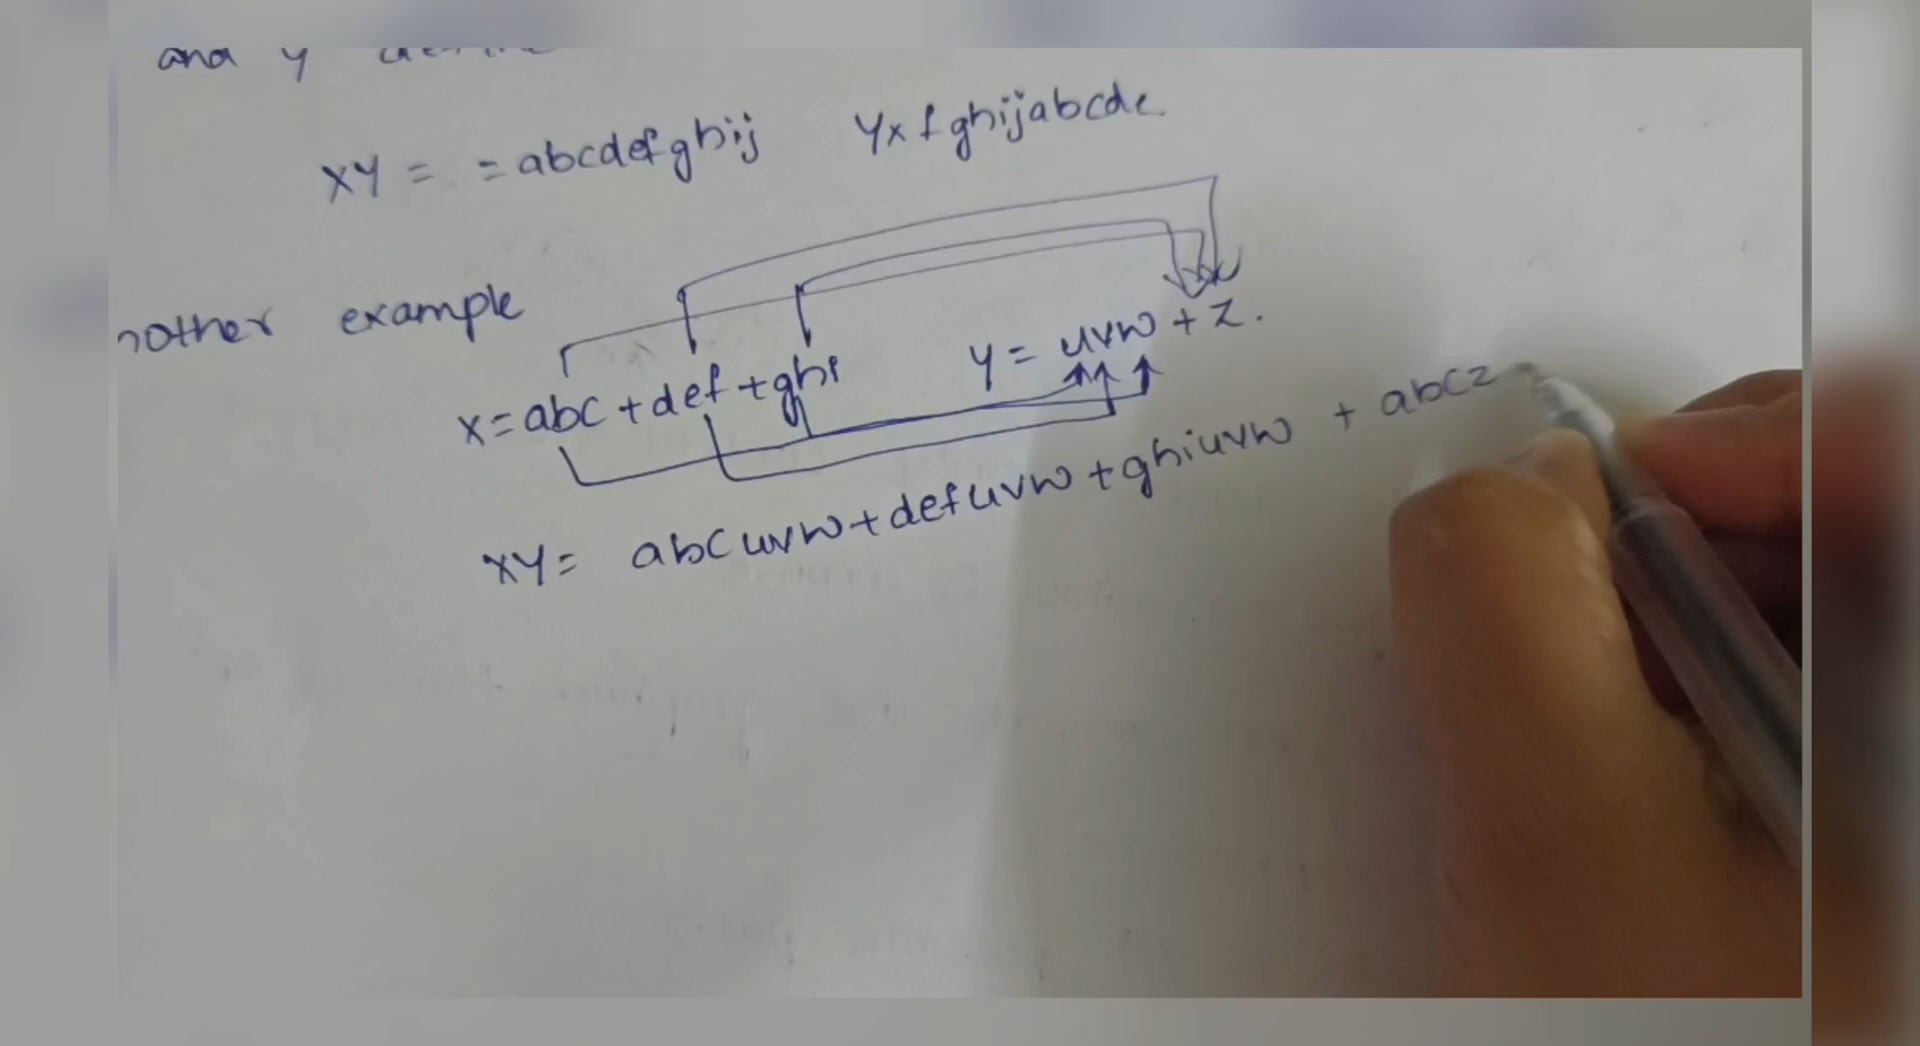 and y
XY = = abcdefghij Yx fghijabcde.
nother example
x = abc + def + ghi y = uvw + z.
XY = abcuvw + defuvw + ghiuvw + abcz